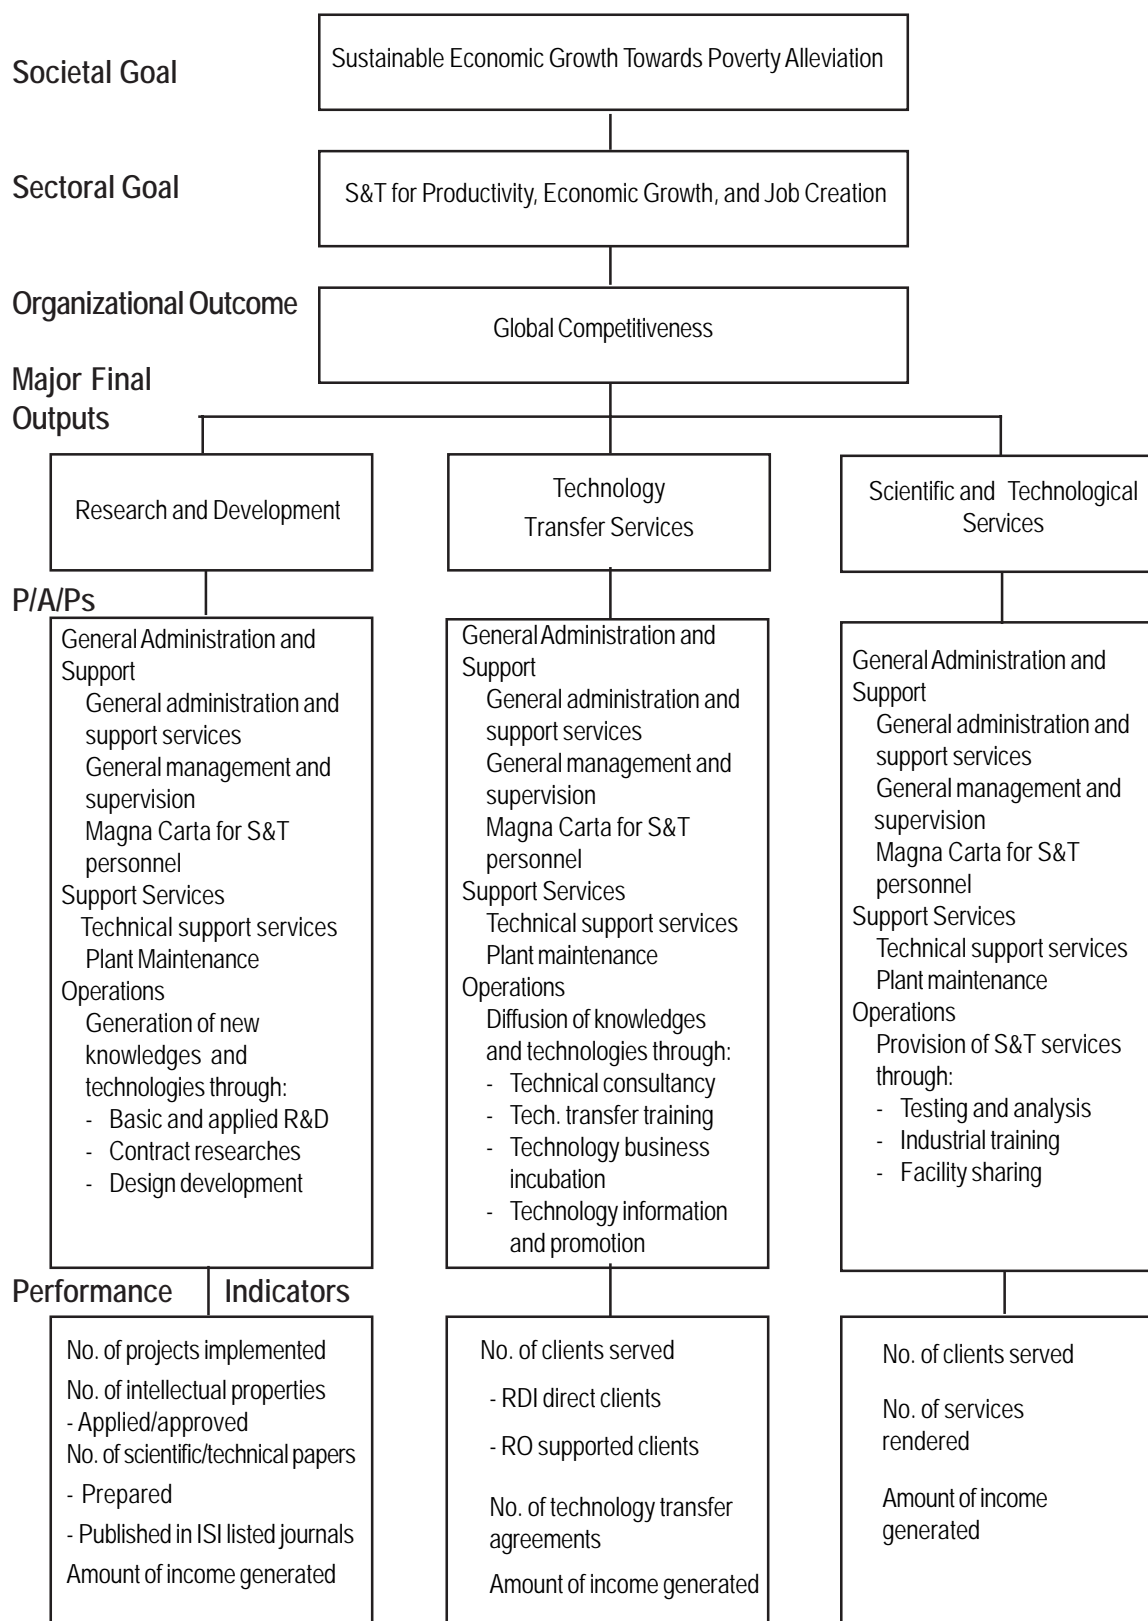 Societal Goal
Sustainable Economic Growth Towards Poverty Alleviation
Sectoral Goal
S&T for Productivity, Economic Growth, and Job Creation
Organizational Outcome
Global Competitiveness
Major Final
Outputs
Research and Development
Technology
Transfer Services
Scientific and Technological
Services
P/A/Ps
General Administration and
Support
General administration and
support services
General management and
supervision
Magna Carta for S&T
personnel
Support Services
Technical support services
Plant Maintenance
Operations
Generation of new
knowledges and
technologies through:
- Basic and applied R&D
- Contract researches
- Design development
General Administration and
Support
General administration and
support services
General management and
supervision
Magna Carta for S&T
personnel
Support Services
Technical support services
Plant maintenance
Operations
Diffusion of knowledges
and technologies through:
- Technical consultancy
- Tech. transfer training
- Technology business
incubation
- Technology information
and promotion
General Administration and
Support
General administration and
support services
General management and
supervision
Magna Carta for S&T
personnel
Support Services
Technical support services
Plant maintenance
Operations
Provision of S&T services
through:
- Testing and analysis
- Industrial training
- Facility sharing
Performance Indicators
No. of projects implemented
No. of intellectual properties
- Applied/approved
No. of scientific/technical papers
- Prepared
- Published in ISI listed journals
Amount of income generated
No. of clients served
- RDI direct clients
- RO supported clients
No. of technology transfer
agreements
Amount of income generated
No. of clients served
No. of services
rendered
Amount of income
generated